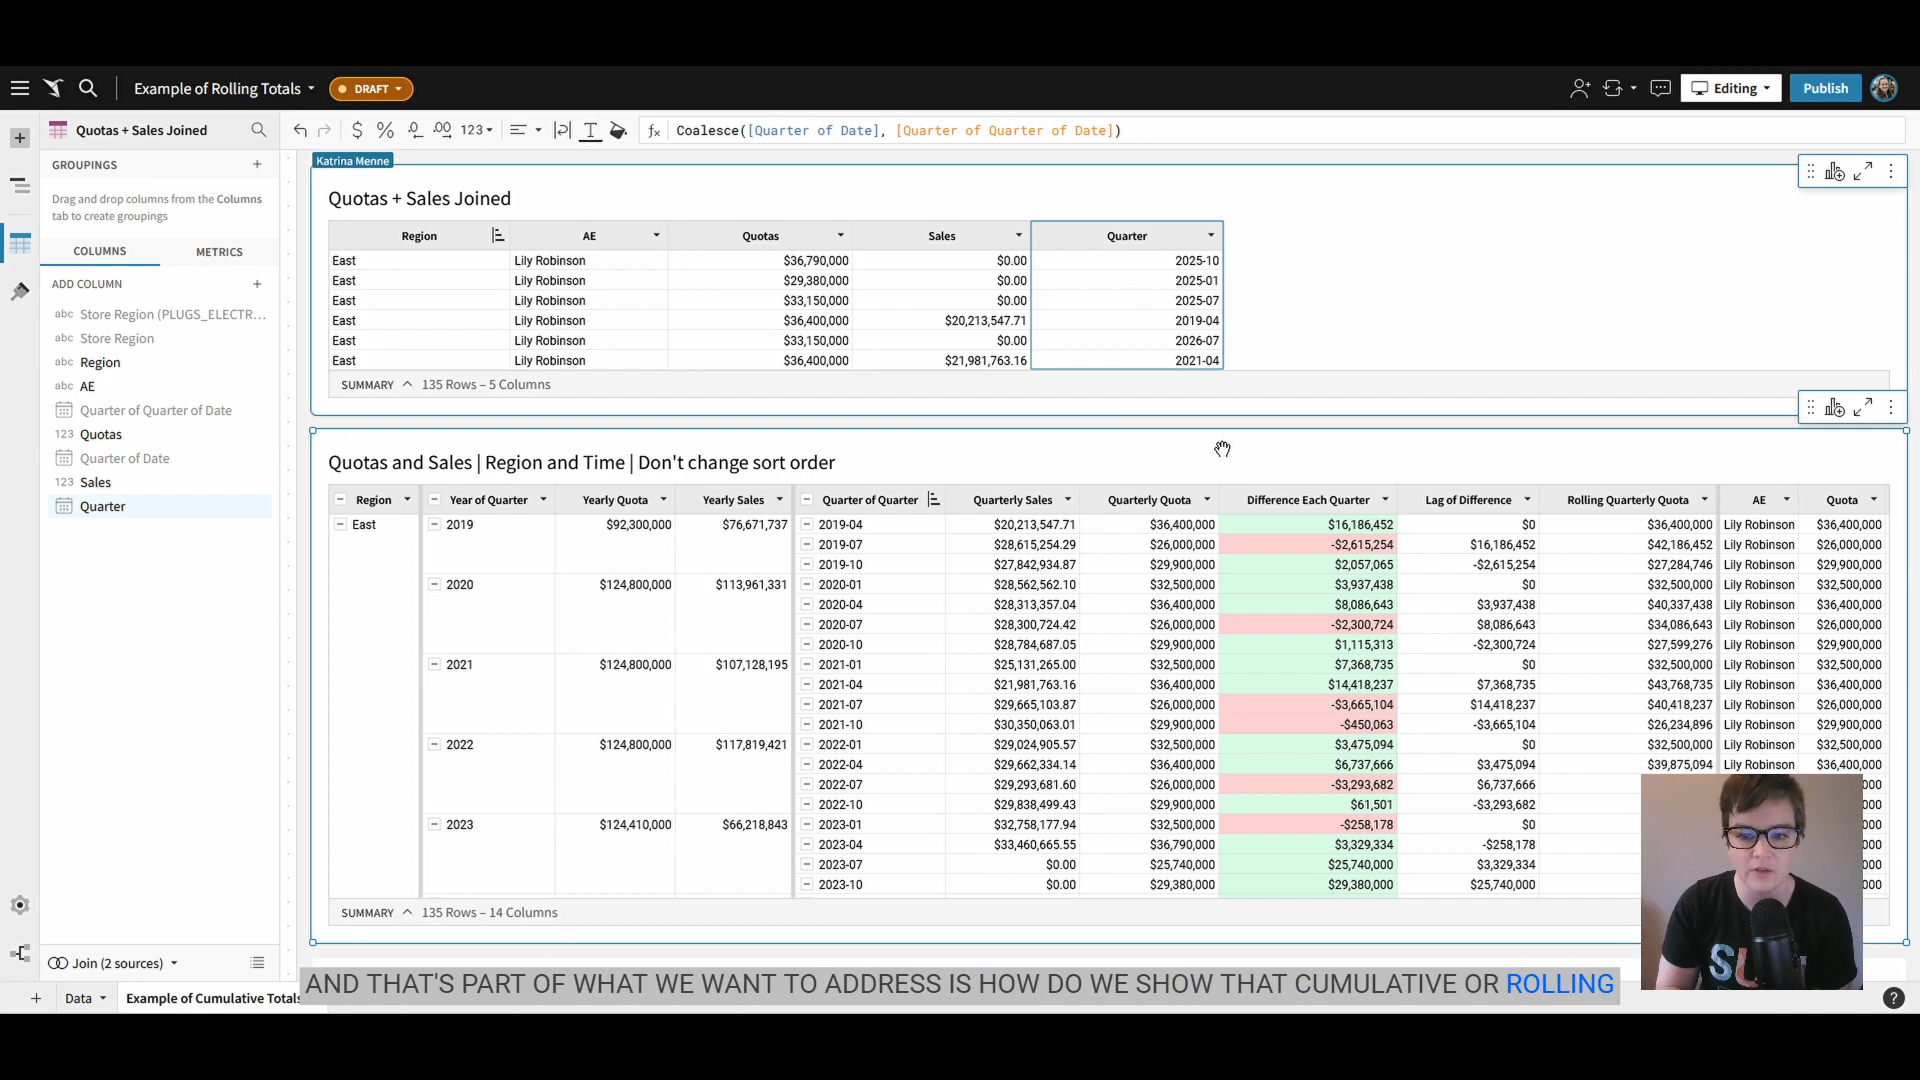 Example of Rolling Totals DRAFT Editing Publish
Quotas + Sales Joined $ % 123 fx Coalesce([Quarter of Date], [Quarter of Quarter of Date])
Katrina Menne
GROUPINGS
Drag and drop columns from the Columns
tab to create groupings
COLUMNS METRICS
ADD COLUMN
abc Store Region (PLUGS_ELECTR...
abc Store Region
abc Region
abc AE
Quarter of Quarter of Date
123 Quotas
Quarter of Date
123 Sales
Quarter
Join (2 sources)
Quotas + Sales Joined
Region AE Quotas Sales Quarter
East Lily Robinson $36,790,000 $0.00 2025-10
East Lily Robinson $29,380,000 $0.00 2025-01
East Lily Robinson $33,150,000 $0.00 2025-07
East Lily Robinson $36,400,000 $20,213,547.71 2019-04
East Lily Robinson $33,150,000 $0.00 2026-07
East Lily Robinson $36,400,000 $21,981,763.16 2021-04
SUMMARY 135 Rows – 5 Columns
Quotas and Sales | Region and Time | Don't change sort order
Region Year of Quarter Yearly Quota Yearly Sales Quarter of Quarter Quarterly Sales Quarterly Quota Difference Each Quarter Lag of Difference Rolling Quarterly Quota AE Quota
East 2019 $92,300,000 $76,671,737 2019-04 $20,213,547.71 $36,400,000 $16,186,452 $0 $36,400,000 Lily Robinson $36,400,000
2019-07 $28,615,254.29 $26,000,000 -$2,615,254 $16,186,452 $42,186,452 Lily Robinson $26,000,000
2019-10 $27,842,934.87 $29,900,000 $2,057,065 -$2,615,254 $27,284,746 Lily Robinson $29,900,000
2020 $124,800,000 $113,961,331 2020-01 $28,562,562.10 $32,500,000 $3,937,438 $0 $32,500,000 Lily Robinson $32,500,000
2020-04 $28,313,357.04 $36,400,000 $8,086,643 $3,937,438 $40,337,438 Lily Robinson $36,400,000
2020-07 $28,300,724.42 $26,000,000 -$2,300,724 $8,086,643 $34,086,643 Lily Robinson $26,000,000
2020-10 $28,784,687.05 $29,900,000 $1,115,313 -$2,300,724 $27,599,276 Lily Robinson $29,900,000
2021 $124,800,000 $107,128,195 2021-01 $25,131,265.00 $32,500,000 $7,368,735 $0 $32,500,000 Lily Robinson $32,500,000
2021-04 $21,981,763.16 $36,400,000 $14,418,237 $7,368,735 $43,768,735 Lily Robinson $36,400,000
2021-07 $29,665,103.87 $26,000,000 -$3,665,104 $14,418,237 $40,418,237 Lily Robinson $26,000,000
2021-10 $30,350,063.01 $29,900,000 -$450,063 -$3,665,104 $26,234,896 Lily Robinson $29,900,000
2022 $124,800,000 $117,819,421 2022-01 $29,024,905.57 $32,500,000 $3,475,094 $0 $32,500,000 Lily Robinson $32,500,000
2022-04 $29,662,334.14 $36,400,000 $6,737,666 $3,475,094 $39,875,094 Lily Robinson $36,400,000
2022-07 $29,293,681.60 $26,000,000 -$3,293,682 $6,737,666 000
2022-10 $29,838,499.43 $29,900,000 $61,501 -$3,293,682 000
2023 $124,410,000 $66,218,843 2023-01 $32,758,177.94 $32,500,000 -$258,178 $0 000
2023-04 $33,460,665.55 $36,790,000 $3,329,334 -$258,178 000
2023-07 $0.00 $25,740,000 $25,740,000 $3,329,334 000
2023-10 $0.00 $29,380,000 $29,380,000 $25,740,000 000
SUMMARY 135 Rows – 14 Columns
AND THAT'S PART OF WHAT WE WANT TO ADDRESS IS HOW DO WE SHOW THAT CUMULATIVE OR ROLLING
Data Example of Cumulative Totals